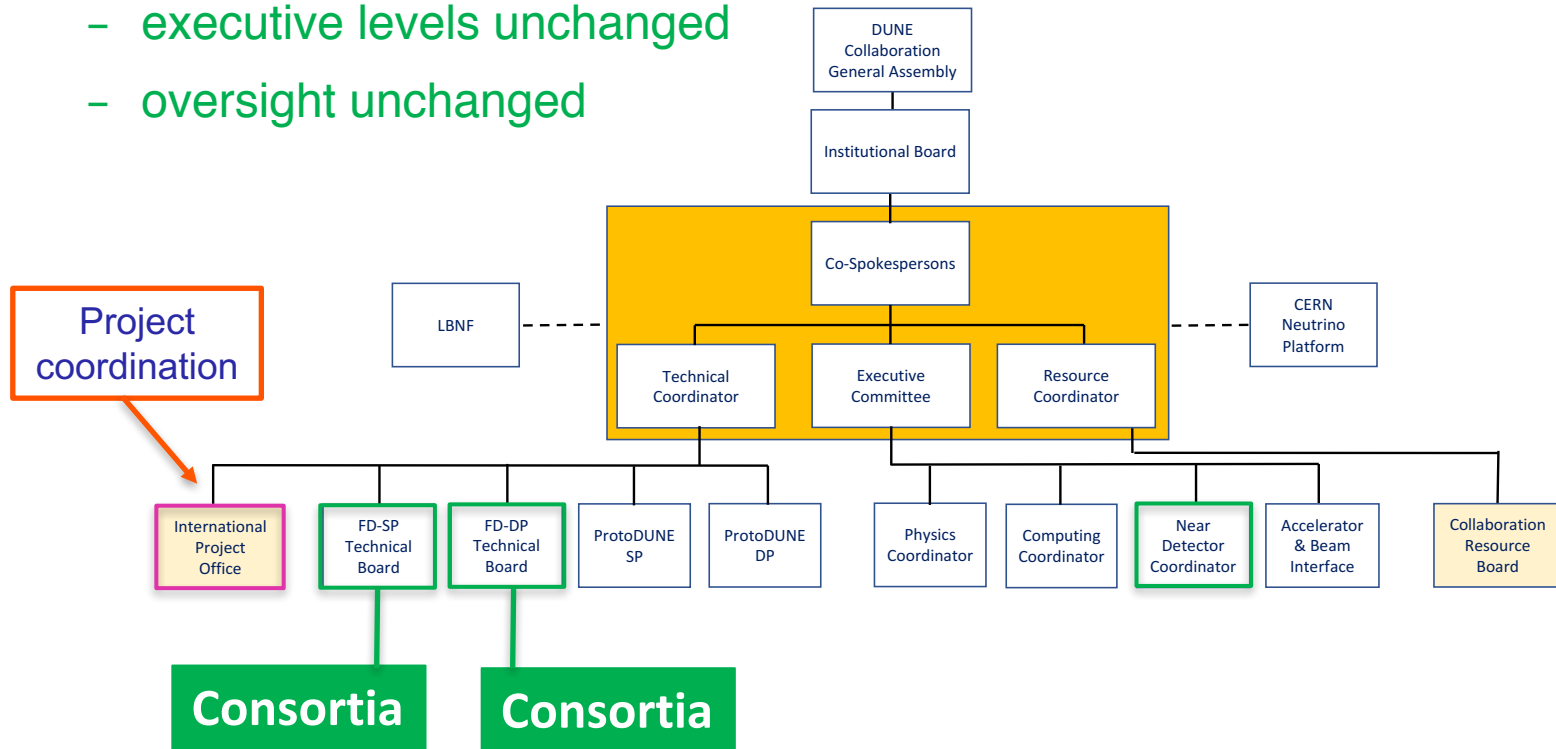 – executive levels unchanged
– oversight unchanged
DUNE
Collaboration
General Assembly
Institutional Board
Co-Spokespersons
LBNF
CERN
Neutrino
Platform
Project
coordination
Technical
Coordinator
Executive
Committee
Resource
Coordinator
International
Project
Office
FD-SP
Technical
Board
FD-DP
Technical
Board
ProtoDUNE
SP
ProtoDUNE
DP
Physics
Coordinator
Computing
Coordinator
Near
Detector
Coordinator
Accelerator
& Beam
Interface
Collaboration
Resource
Board
Consortia
Consortia